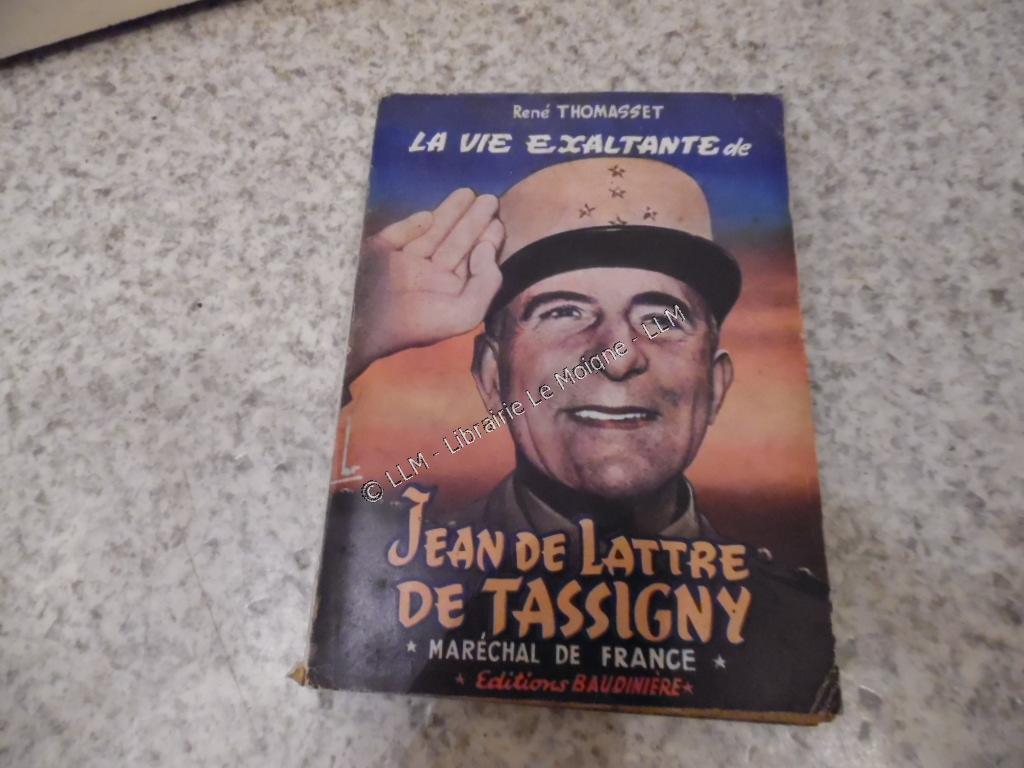 René THOMASSET
LA VIE EXALTANTE de
© LLM - Librairie Le Moigne - LLM
JEAN DE LATTRE
DE TASSIGNY
* MARÉCHAL DE FRANCE *
* Editions BAUDINIÈRE *